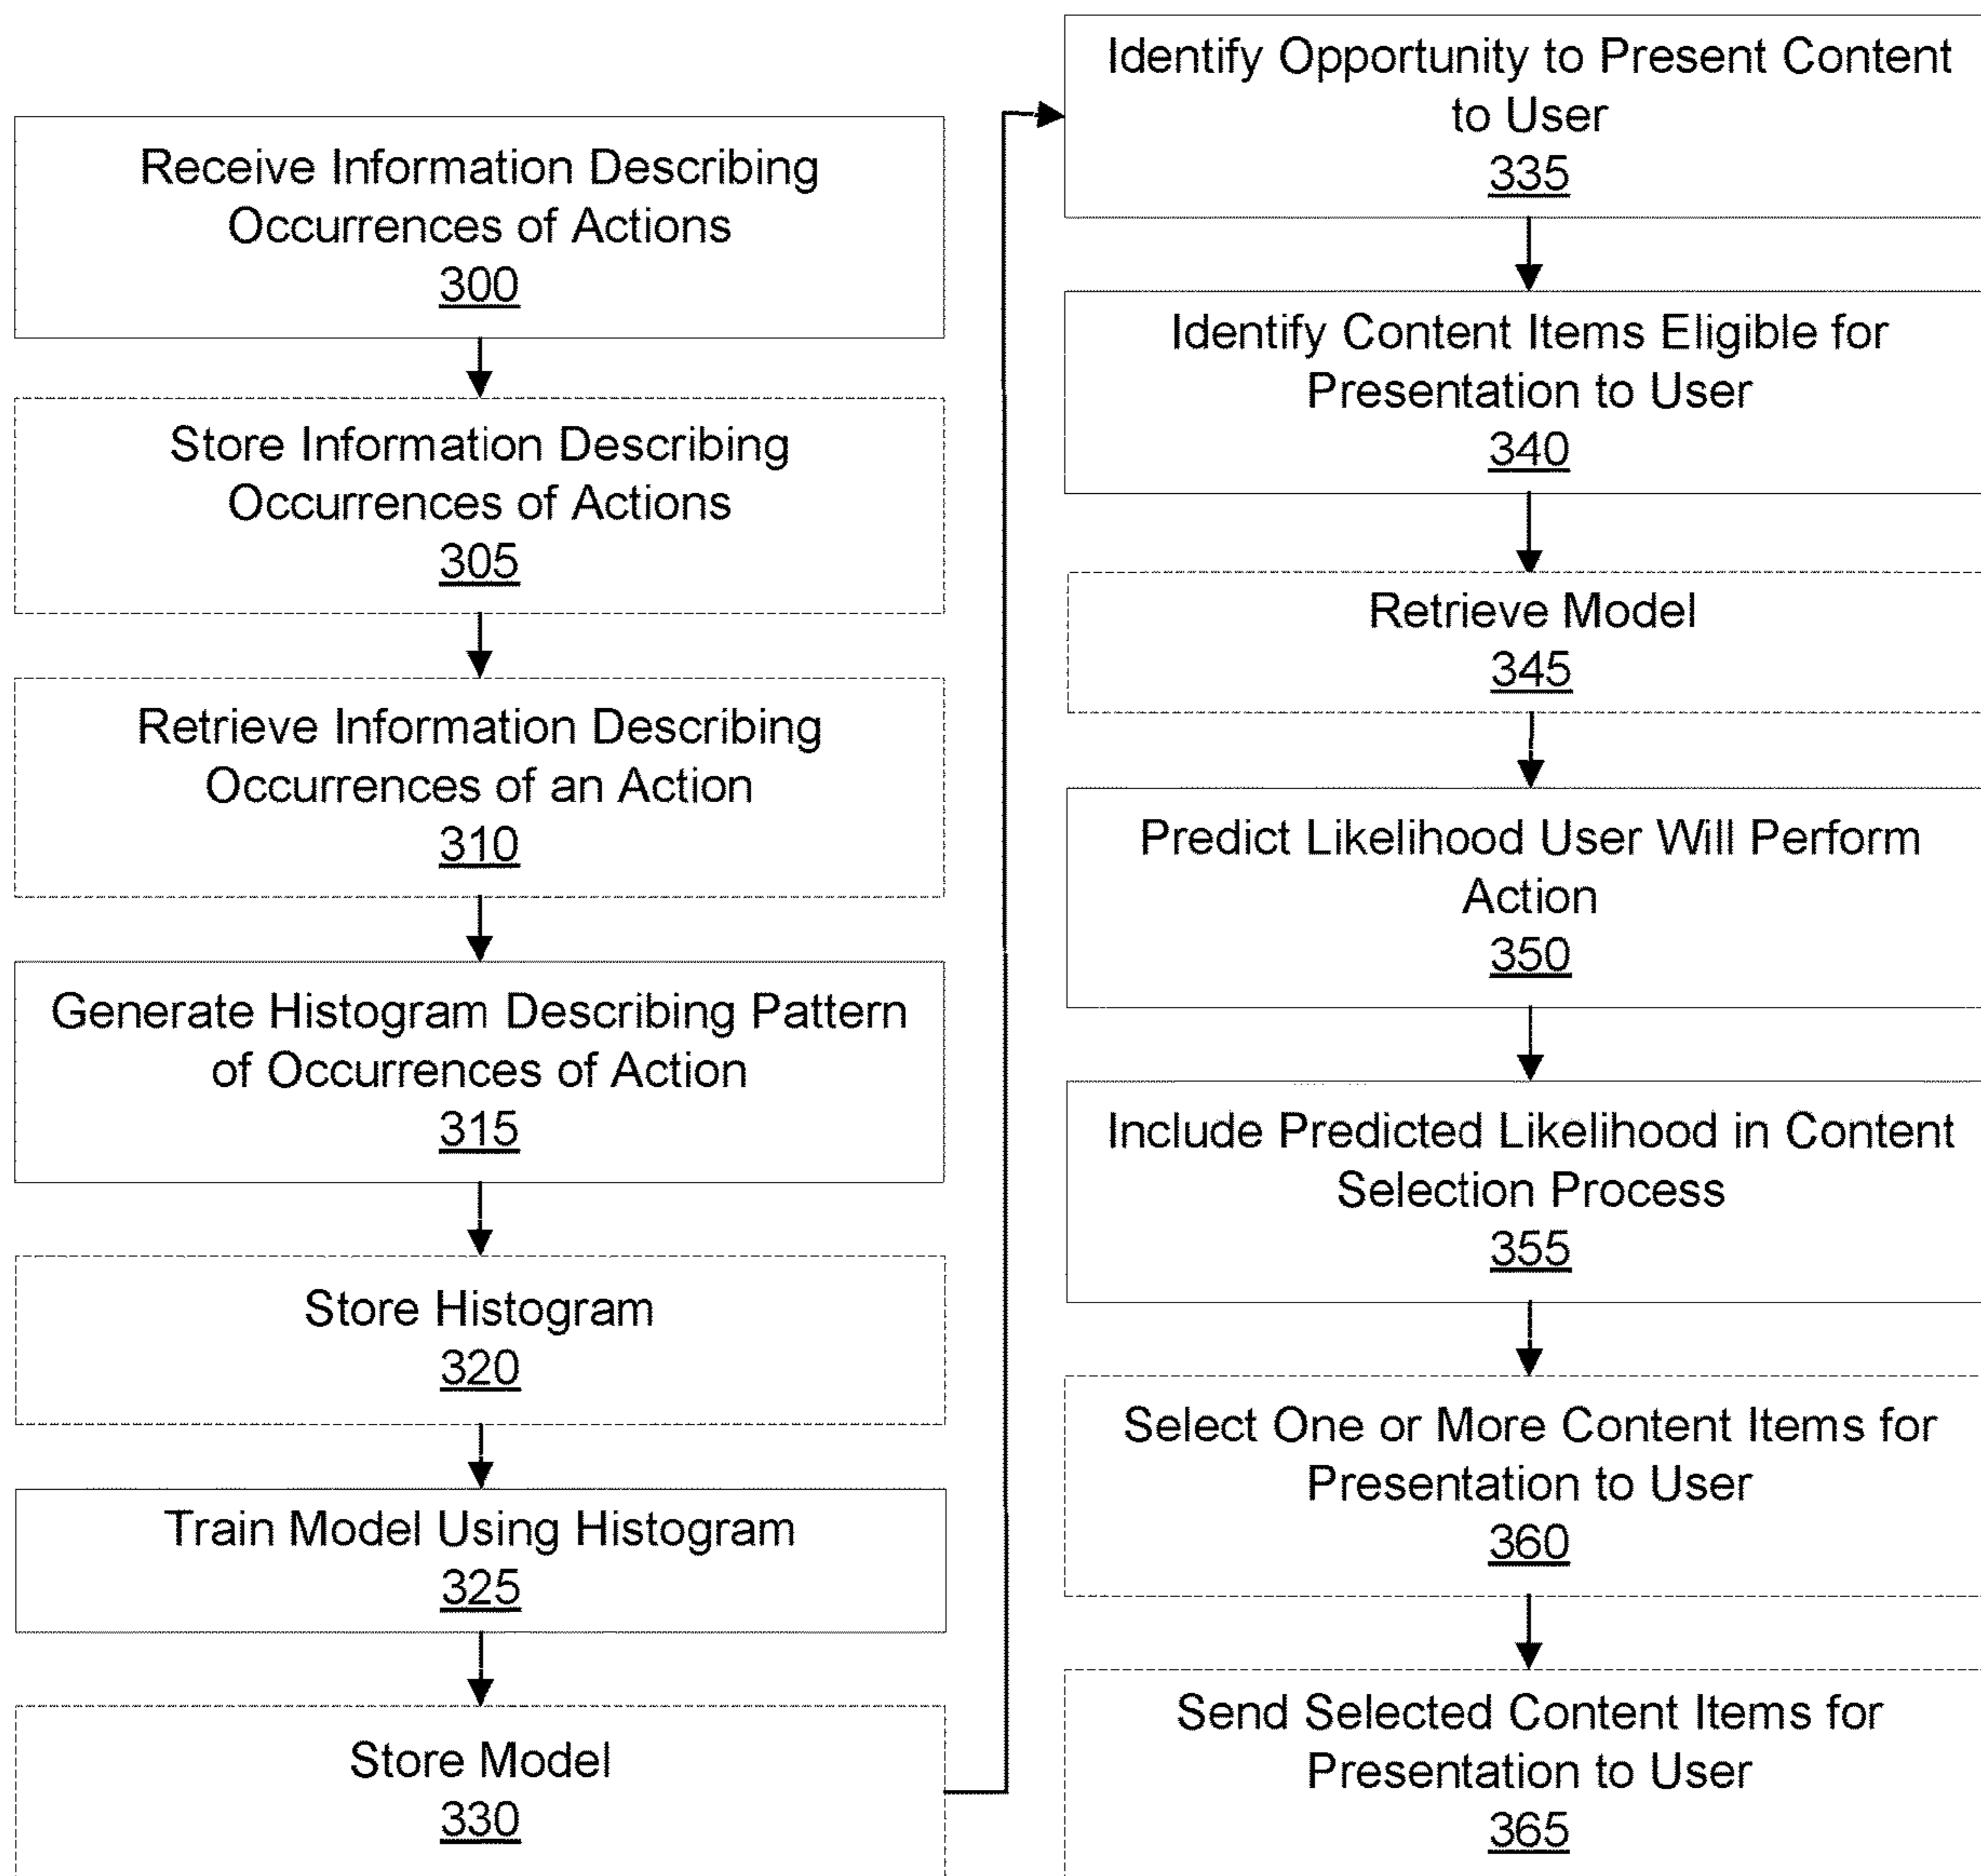 Receive Information Describing
Occurrences of Actions
300
Store Information Describing
Occurrences of Actions
305
Retrieve Information Describing
Occurrences of an Action
310
Generate Histogram Describing Pattern
of Occurrences of Action
315
Store Histogram
320
Train Model Using Histogram
325
Store Model
330
Identify Opportunity to Present Content
to User
335
Identify Content Items Eligible for
Presentation to User
340
Retrieve Model
345
Predict Likelihood User Will Perform
Action
350
Include Predicted Likelihood in Content
Selection Process
355
Select One or More Content Items for
Presentation to User
360
Send Selected Content Items for
Presentation to User
365